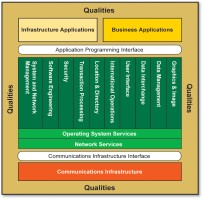 Qualities
Infrastructure Applications
Business Applications
Application Programming Interface
Qualities
System and Network
Management
Software Engineering
Security
Transaction Processing
Location & Directory
International Operations
User Interface
Data Interchange
Data Management
Graphics & Image
Qualities
Operating System Services
Network Services
Communications Infrastructure Interface
Communications Infrastructure
Qualities